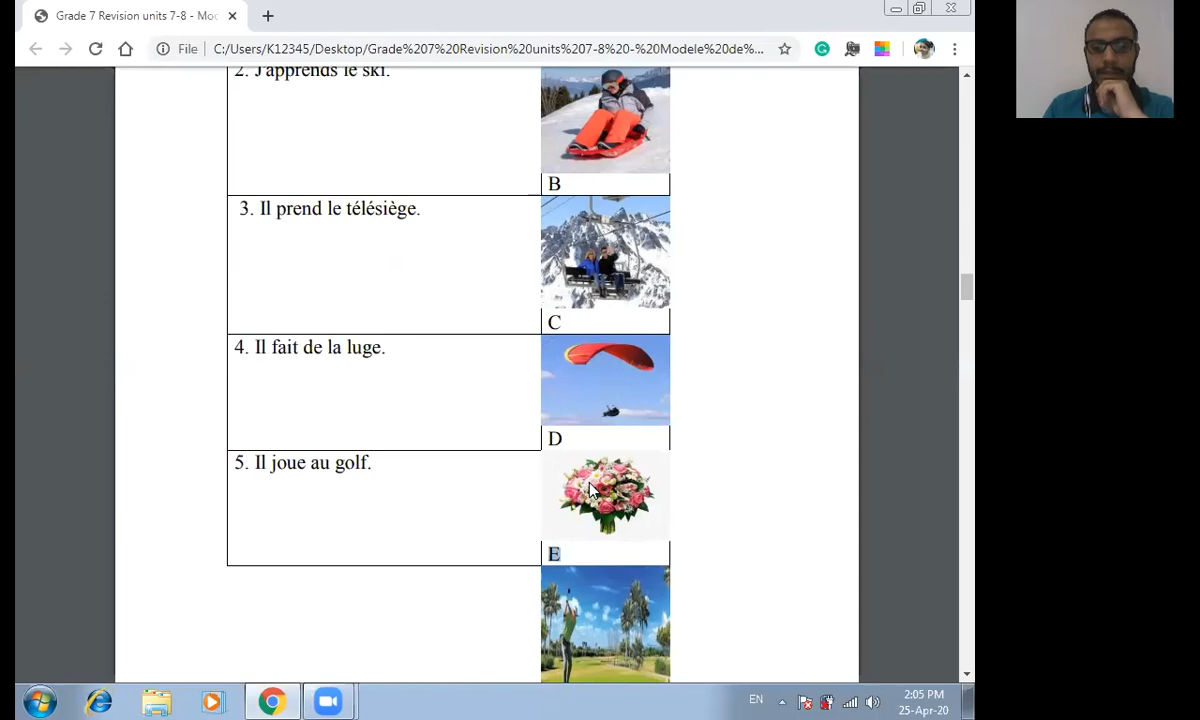 Grade 7 Revision units 7-8 - Mod
File
C:/Users/K12345/Desktop/Grade%207%20Revision%20units%207-8%20-%20Modele%20de%...
2. J'apprends le ski.
B
3. Il prend le télésiège.
C
4. Il fait de la luge.
D
5. Il joue au golf.
E
EN
2:05 PM
25-Apr-20